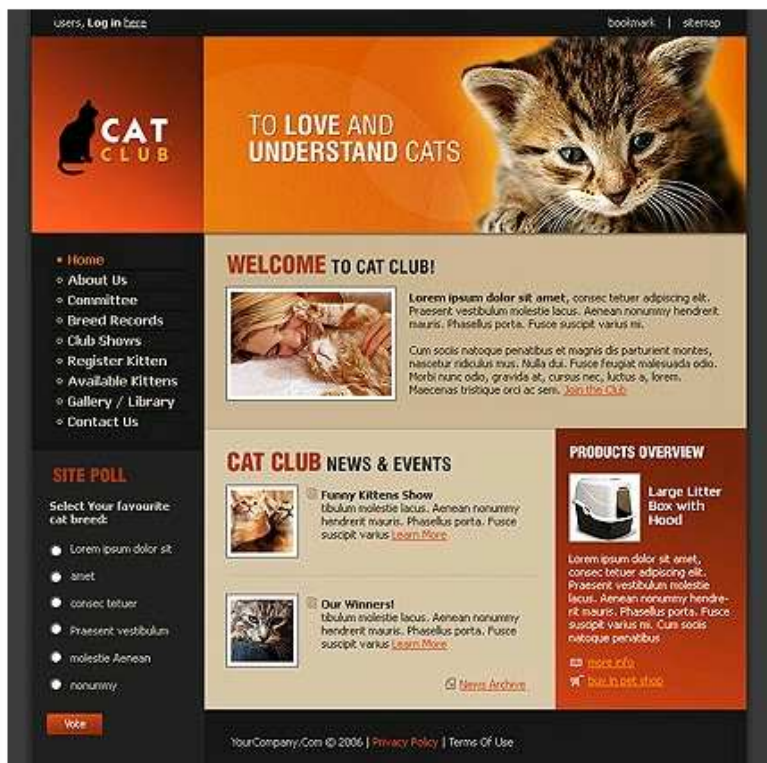 users, Log in here
bookmark | sitemap
CAT
CLUB
TO LOVE AND
UNDERSTAND CATS
Home
About Us
Committee
Breed Records
Club Shows
Register Kitten
Available Kittens
Gallery / Library
Contact Us
SITE POLL
Select Your favourite
cat breed:
Lorem ipsum dolor sit
amet
consec tetuer
Praesent vestibulum
molestie Aenean
nonummy
Vote
WELCOME TO CAT CLUB!
Lorem ipsum dolor sit amet, consec tetuer adipiscing elit.
Praesent vestibulum molestie lacus. Aenean nonummy hendrerit
mauris. Phasellus porta. Fusce suscipit varius mi.
Cum sociis natoque penatibus et magnis dis parturient montes,
nascetur ridiculus mus. Nulla dui. Fusce feugiat malesuada odio.
Morbi nunc odio, gravida at, cursus nec, luctus a, lorem.
Maecenas tristique orci ac sem. Join the Club
CAT CLUB NEWS & EVENTS
Funny Kittens Show
tibulum molestie lacus. Aenean nonummy
hendrerit mauris. Phasellus porta. Fusce
suscipit varius Learn More
Our Winners!
tibulum molestie lacus. Aenean nonummy
hendrerit mauris. Phasellus porta. Fusce
suscipit varius Learn More
News Archive
PRODUCTS OVERVIEW
Large Litter
Box with
Hood
Lorem ipsum dolor sit amet,
consec tetuer adipiscing elit.
Praesent vestibulum molestie
lacus. Aenean nonummy hendre-
rit mauris. Phasellus porta. Fusce
suscipit varius mi. Cum sociis
natoque penatibus
more info
buy in pet shop
YourCompany.Com © 2006 | Privacy Policy | Terms Of Use